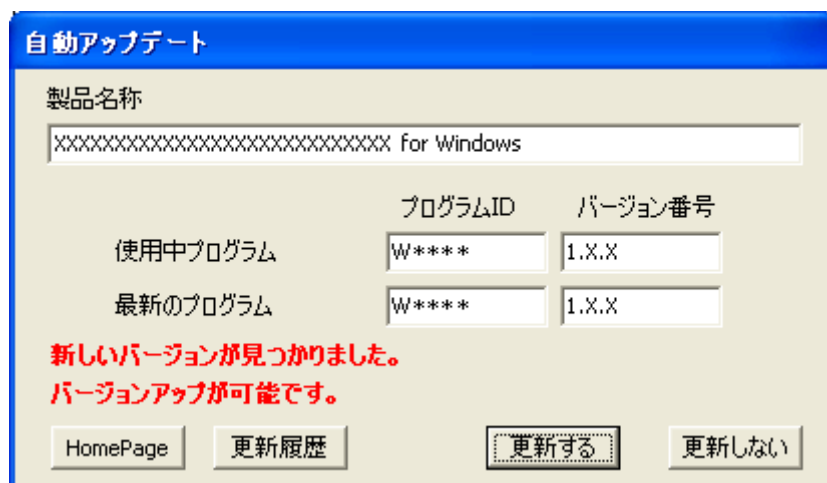 自動アップデート
製品名称
XXXXXXXXXXXXXXXXXXXXXXXXXXXX for Windows
プログラムID バージョン番号
使用中プログラム W**** 1.X.X
最新のプログラム W**** 1.X.X
新しいバージョンが見つかりました。
バージョンアップが可能です。
HomePage 更新履歴 更新する 更新しない